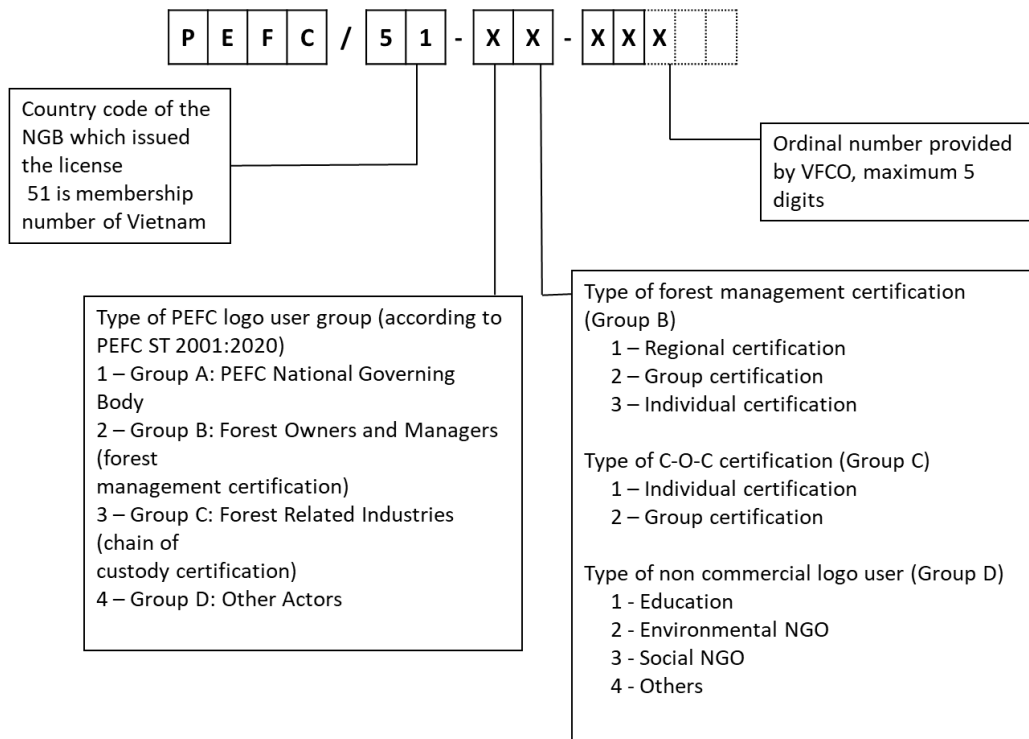 P E F C / 5 1 - X X - X X X
Country code of the
NGB which issued
the license
51 is membership
number of Vietnam
Ordinal number provided
by VFCO, maximum 5
digits
Type of PEFC logo user group (according to
PEFC ST 2001:2020)
1 – Group A: PEFC National Governing
Body
2 – Group B: Forest Owners and Managers
(forest
management certification)
3 – Group C: Forest Related Industries
(chain of
custody certification)
4 – Group D: Other Actors
Type of forest management certification
(Group B)
1 – Regional certification
2 – Group certification
3 – Individual certification
Type of C-O-C certification (Group C)
1 – Individual certification
2 – Group certification
Type of non commercial logo user (Group D)
1 - Education
2 - Environmental NGO
3 - Social NGO
4 - Others